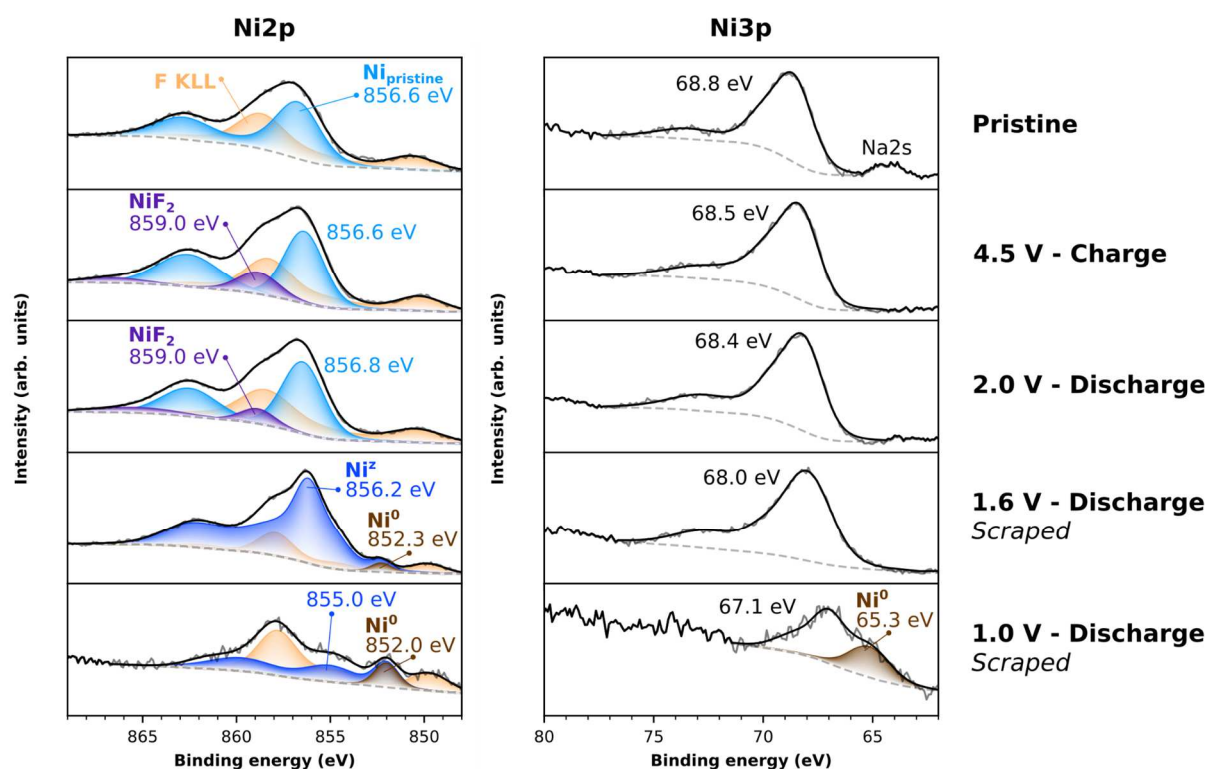 Ni2p
Ni3p
F KLL
Ni_pristine
856.6 eV
68.8 eV
Na2s
Pristine
NiF₂
859.0 eV
856.6 eV
68.5 eV
4.5 V - Charge
NiF₂
859.0 eV
856.8 eV
68.4 eV
2.0 V - Discharge
Niᶻ
856.2 eV
Ni⁰
852.3 eV
68.0 eV
1.6 V - Discharge
Scraped
855.0 eV
Ni⁰
852.0 eV
67.1 eV
Ni⁰
65.3 eV
1.0 V - Discharge
Scraped
Intensity (arb. units)
Intensity (arb. units)
865 860 855 850
80 75 70 65
Binding energy (eV)
Binding energy (eV)